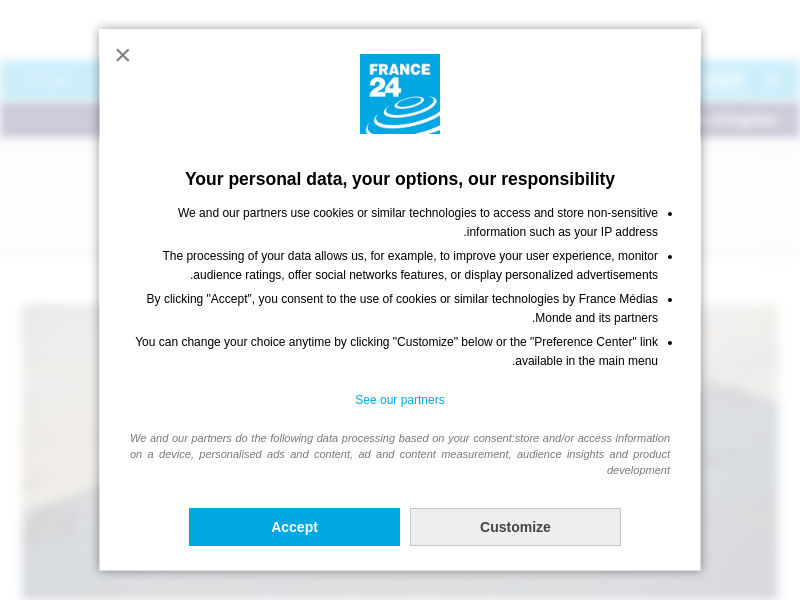 FRANCE
24
Your personal data, your options, our responsibility
We and our partners use cookies or similar technologies to access and store non-sensitive
information such as your IP address.
The processing of your data allows us, for example, to improve your user experience, monitor
audience ratings, offer social networks features, or display personalized advertisements.
By clicking "Accept", you consent to the use of cookies or similar technologies by France Médias
Monde and its partners.
You can change your choice anytime by clicking "Customize" below or the "Preference Center" link
available in the main menu.
See our partners
We and our partners do the following data processing based on your consent:store and/or access information
on a device, personalised ads and content, ad and content measurement, audience insights and product
development
Accept
Customize